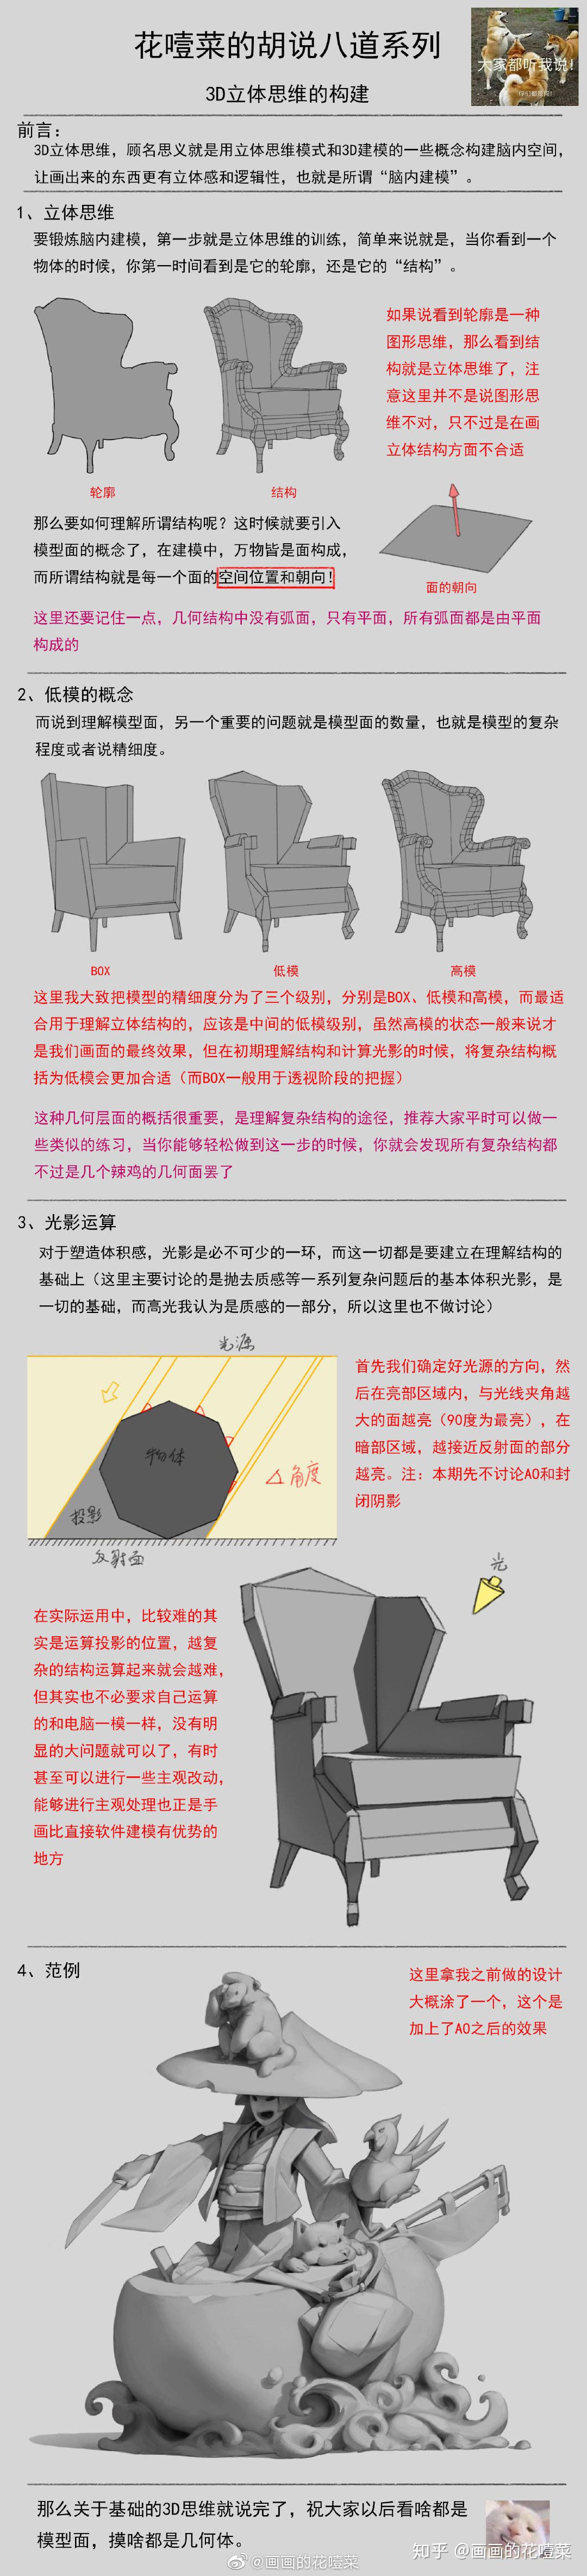 花噎菜的胡说八道系列
大家都听我说!
3D立体思维的构建
前言:
3D立体思维，顾名思义就是用立体思维模式和3D建模的一些概念构建脑内空间，
让画出来的东西更有立体感和逻辑性，也就是所谓“脑内建模”。
1、立体思维
要锻炼脑内建模，第一步就是立体思维的训练，简单来说就是，当你看到一个
物体的时候，你第一时间看到是它的轮廓，还是它的“结构”。
如果说看到轮廓是一种
图形思维，那么看到结
构就是立体思维了，注
意这里并不是说图形思
维不对，只不过是在画
立体结构方面不合适
轮廓
结构
那么要如何理解所谓结构呢？这时候就要引入
模型面的概念了，在建模中，万物皆是面构成，
而所谓结构就是每一个面的空间位置和朝向!
面的朝向
这里还要记住一点，几何结构中没有弧面，只有平面，所有弧面都是由平面
构成的
2、低模的概念
而说到理解模型面，另一个重要的问题就是模型面的数量，也就是模型的复杂
程度或者说精细度。
BOX
低模
高模
这里我大致把模型的精细度分为了三个级别，分别是BOX、低模和高模，而最适
合用于理解立体结构的，应该是中间的低模级别，虽然高模的状态一般来说才
是我们画面的最终效果，但在初期理解结构和计算光影的时候，将复杂结构概
括为低模会更加合适（而BOX一般用于透视阶段的把握）
这种几何层面的概括很重要，是理解复杂结构的途径，推荐大家平时可以做一
些类似的练习，当你能够轻松做到这一步的时候，你就会发现所有复杂结构都
不过是几个辣鸡的几何面罢了
3、光影运算
对于塑造体积感，光影是必不可少的一环，而这一切都是要建立在理解结构的
基础上（这里主要讨论的是抛去质感等一系列复杂问题后的基本体积光影，是
一切的基础，而高光我认为是质感的一部分，所以这里也不做讨论）
光源
物体
角度
投影
反射面
首先我们确定好光源的方向，然
后在亮部区域内，与光线夹角越
大的面越亮（90度为最亮），在
暗部区域，越接近反射面的部分
越亮。注：本期先不讨论AO和封
闭阴影
光
在实际运用中，比较难的其
实是运算投影的位置，越复
杂的结构运算起来就会越难，
但其实也不必要求自己运算
的和电脑一模一样，没有明
显的大问题就可以了，有时
甚至可以进行一些主观改动，
能够进行主观处理也正是手
画比直接软件建模有优势的
地方
4、范例
这里拿我之前做的设计
大概涂了一个，这个是
加上了AO之后的效果
那么关于基础的3D思维就说完了，祝大家以后看啥都是
模型面，摸啥都是几何体。
知乎 @画画的花噎菜
@画画的花噎菜